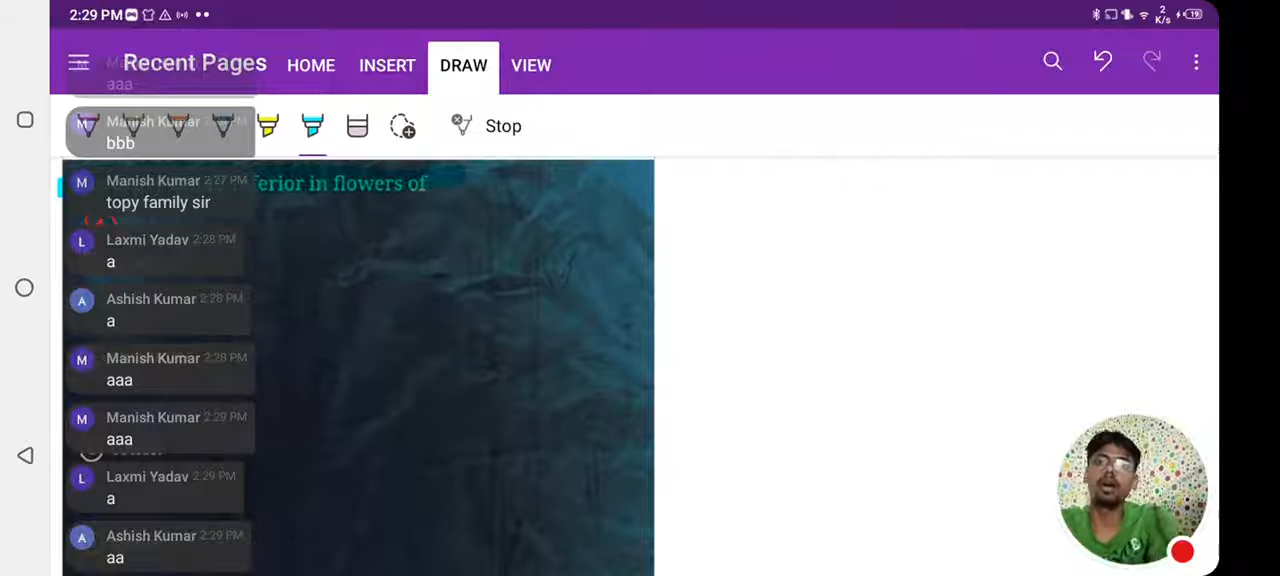 2:29 PM
2 K/s
19
Recent Pages HOME INSERT DRAW VIEW
aaa
Stop
Manish Kumar
bbb
Manish Kumar 2:27 PM
topy family sir
ferior in flowers of
Laxmi Yadav 2:28 PM
a
Ashish Kumar 2:28 PM
a
Manish Kumar 2:28 PM
aaa
Manish Kumar 2:29 PM
aaa
Laxmi Yadav 2:29 PM
a
Ashish Kumar 2:29 PM
aa